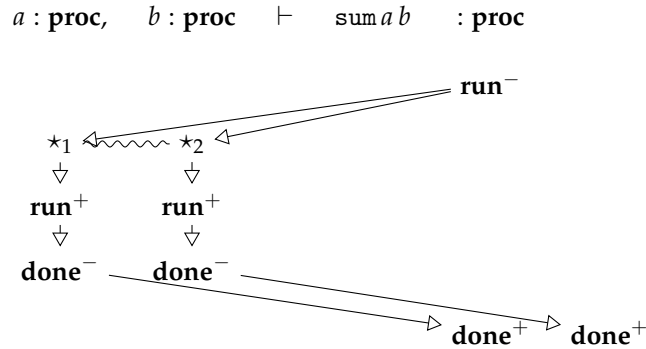 a : proc, b : proc ⊢ sum a b : proc
run⁻
⋆₁ ⋆₂
run⁺ run⁺
done⁻ done⁻
done⁺ done⁺